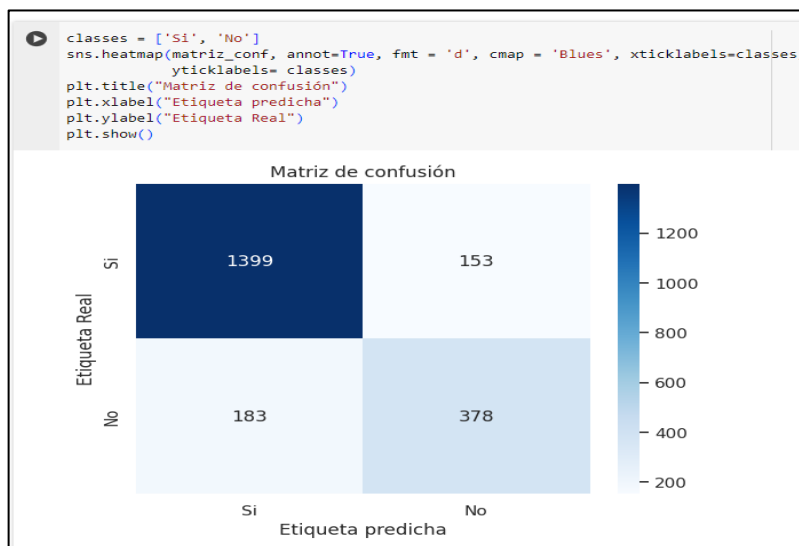 classes = ['Si', 'No']
sns.heatmap(matriz_conf, annot=True, fmt = 'd', cmap = 'Blues', xticklabels=classes
yticklabels= classes)
plt.title("Matriz de confusión")
plt.xlabel("Etiqueta predicha")
plt.ylabel("Etiqueta Real")
plt.show()
Matriz de confusión
Etiqueta Real
Si
1399
153
No
183
378
Si
No
Etiqueta predicha
1200
1000
800
600
400
200